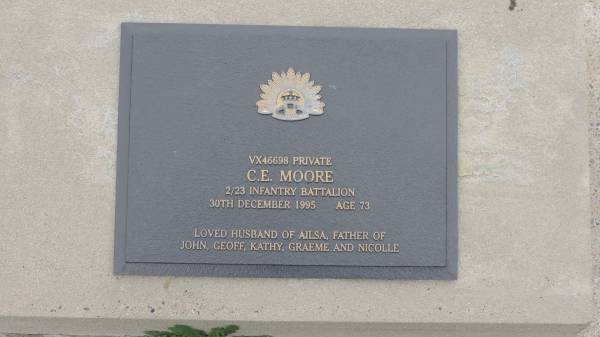 VX46698 PRIVATE
C.E. MOORE
2/23 INFANTRY BATTALION
30TH DECEMBER 1995 AGE 73
LOVED HUSBAND OF AILSA, FATHER OF
JOHN, GEOFF, KATHY, GRAEME AND NICOLLE